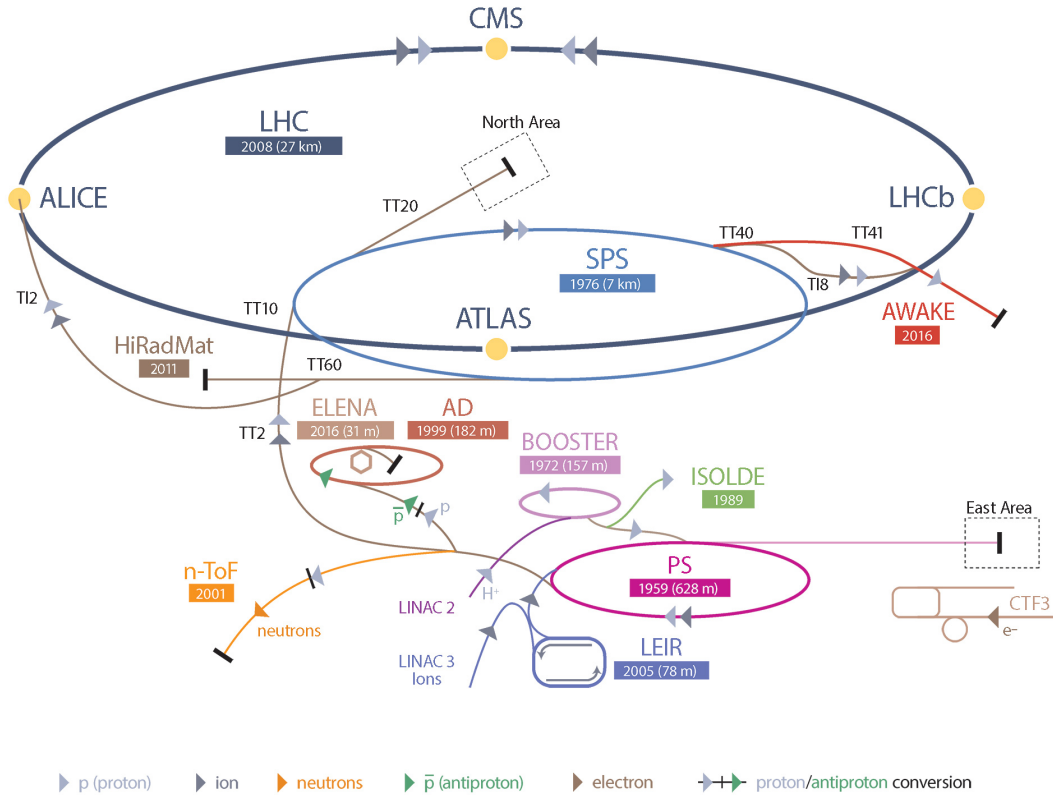 CMS
LHC
2008 (27 km)
North Area
ALICE
LHCb
TT20
TT40
TT41
SPS
1976 (7 km)
TI2
TT10
TI8
ATLAS
AWAKE
2016
HiRadMat
2011
TT60
ELENA
2016 (31 m)
AD
1999 (182 m)
TT2
BOOSTER
1972 (157 m)
ISOLDE
1989
p̅
p
East Area
n-ToF
2001
PS
1959 (628 m)
LINAC 2
H⁺
CTF3
e–
neutrons
LINAC 3
Ions
LEIR
2005 (78 m)
p (proton)
ion
neutrons
p̅ (antiproton)
electron
proton/antiproton conversion